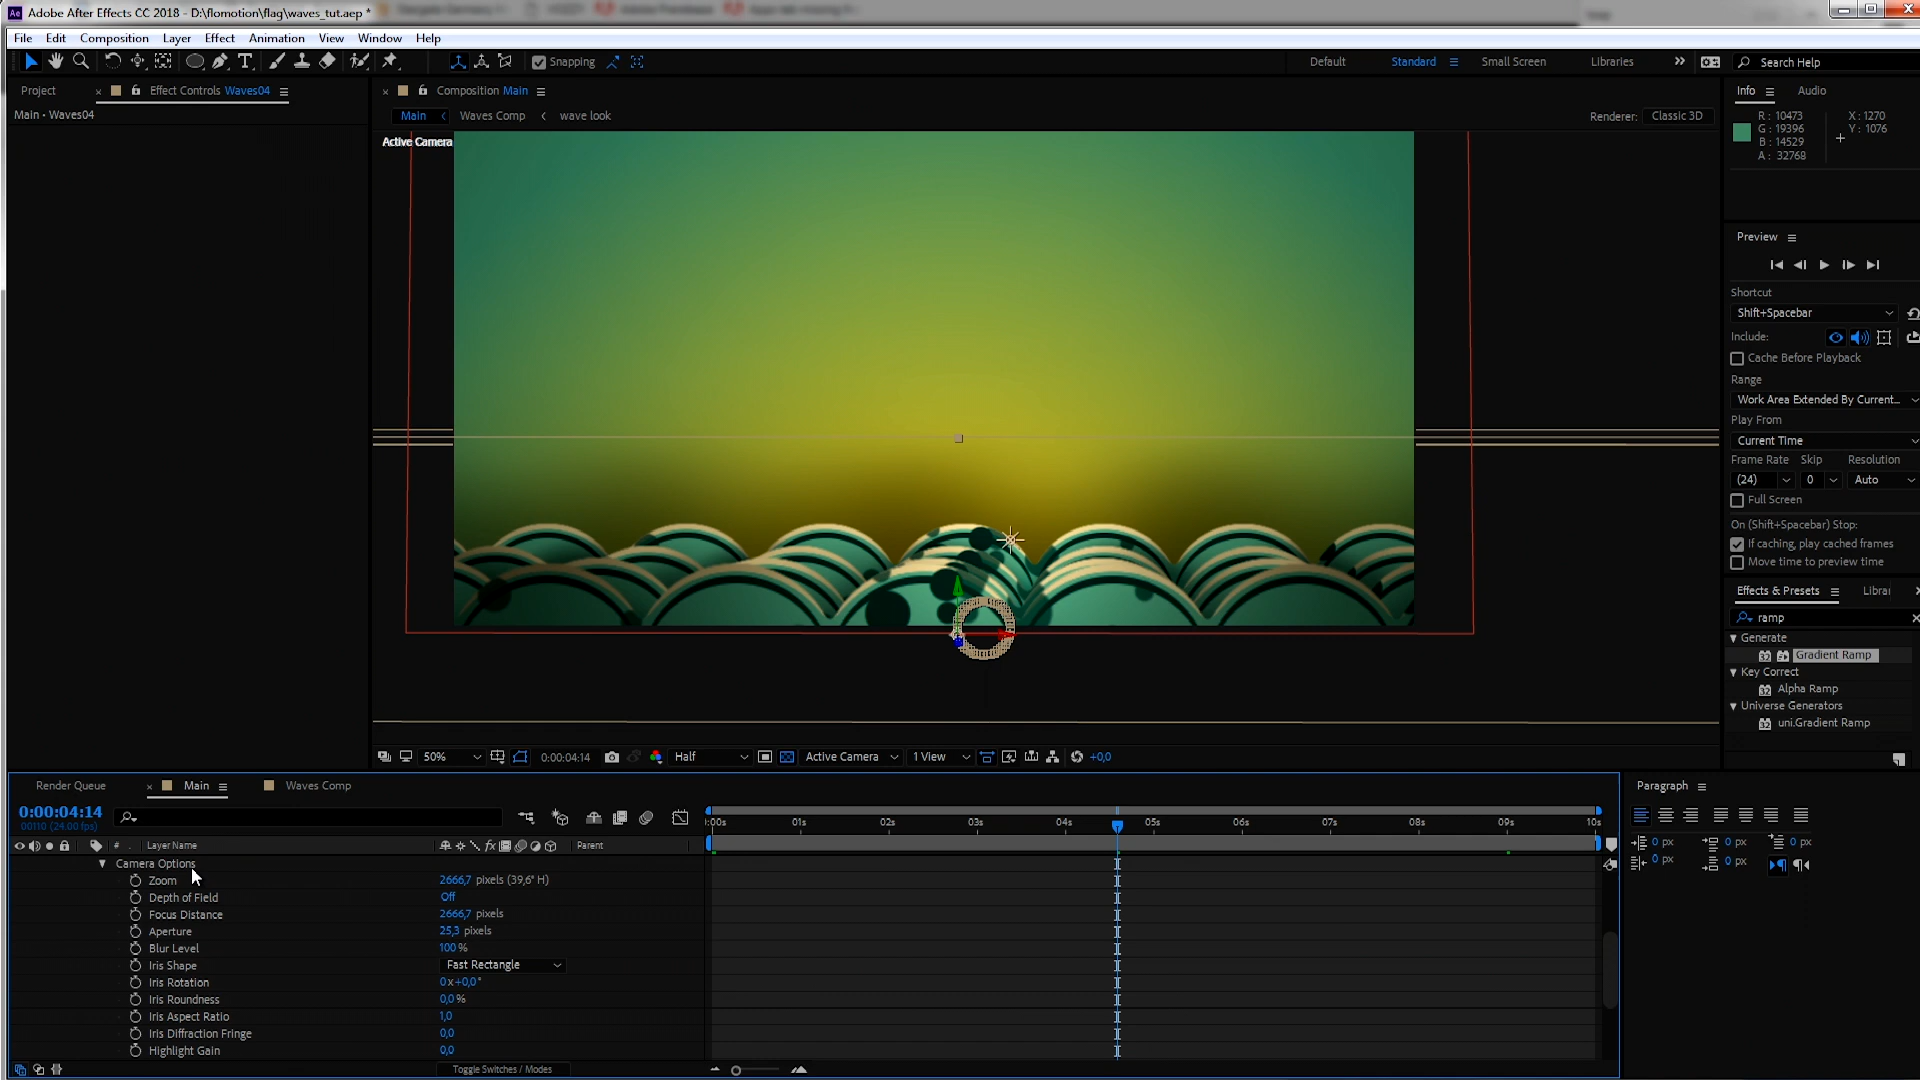 Adobe After Effects CC 2018 - D:\flomotion\flag\waves_tut.aep *
File Edit Composition Layer Effect Animation View Window Help
Snapping Default Standard Small Screen Libraries Search Help
Project Effect Controls Waves04 Composition Main Info Audio
Main • Waves04
Main Waves Comp wave look Renderer: Classic 3D
Active Camera
R: 10473
G: 19396
B: 14529
A: 32768
X: 1270
Y: 1076
Preview
Shortcut
Shift+Spacebar
Include:
Cache Before Playback
Range
Work Area Extended By Current...
Play From
Current Time
Frame Rate Skip Resolution
(24) 0 Auto
Full Screen
On (Shift+Spacebar) Stop:
If caching, play cached frames
Move time to preview time
Effects & Presets Librai
ramp
Generate
Gradient Ramp
Key Correct
Alpha Ramp
Universe Generators
uni.Gradient Ramp
50% 0:00:04:14 Half Active Camera 1 View +0,0
Render Queue Main Waves Comp
0:00:04:14
00110 (24.00 fps)
:00s 01s 02s 03s 04s 05s 06s 07s 08s 09s 10s
# Layer Name Parent
Camera Options
Zoom 2666,7 pixels (39,6° H)
Depth of Field Off
Focus Distance 2666,7 pixels
Aperture 25,3 pixels
Blur Level 100 %
Iris Shape Fast Rectangle
Iris Rotation 0x+0,0°
Iris Roundness 0,0 %
Iris Aspect Ratio 1,0
Iris Diffraction Fringe 0,0
Highlight Gain 0,0
Toggle Switches / Modes
Paragraph
0 px 0 px 0 px
0 px 0 px